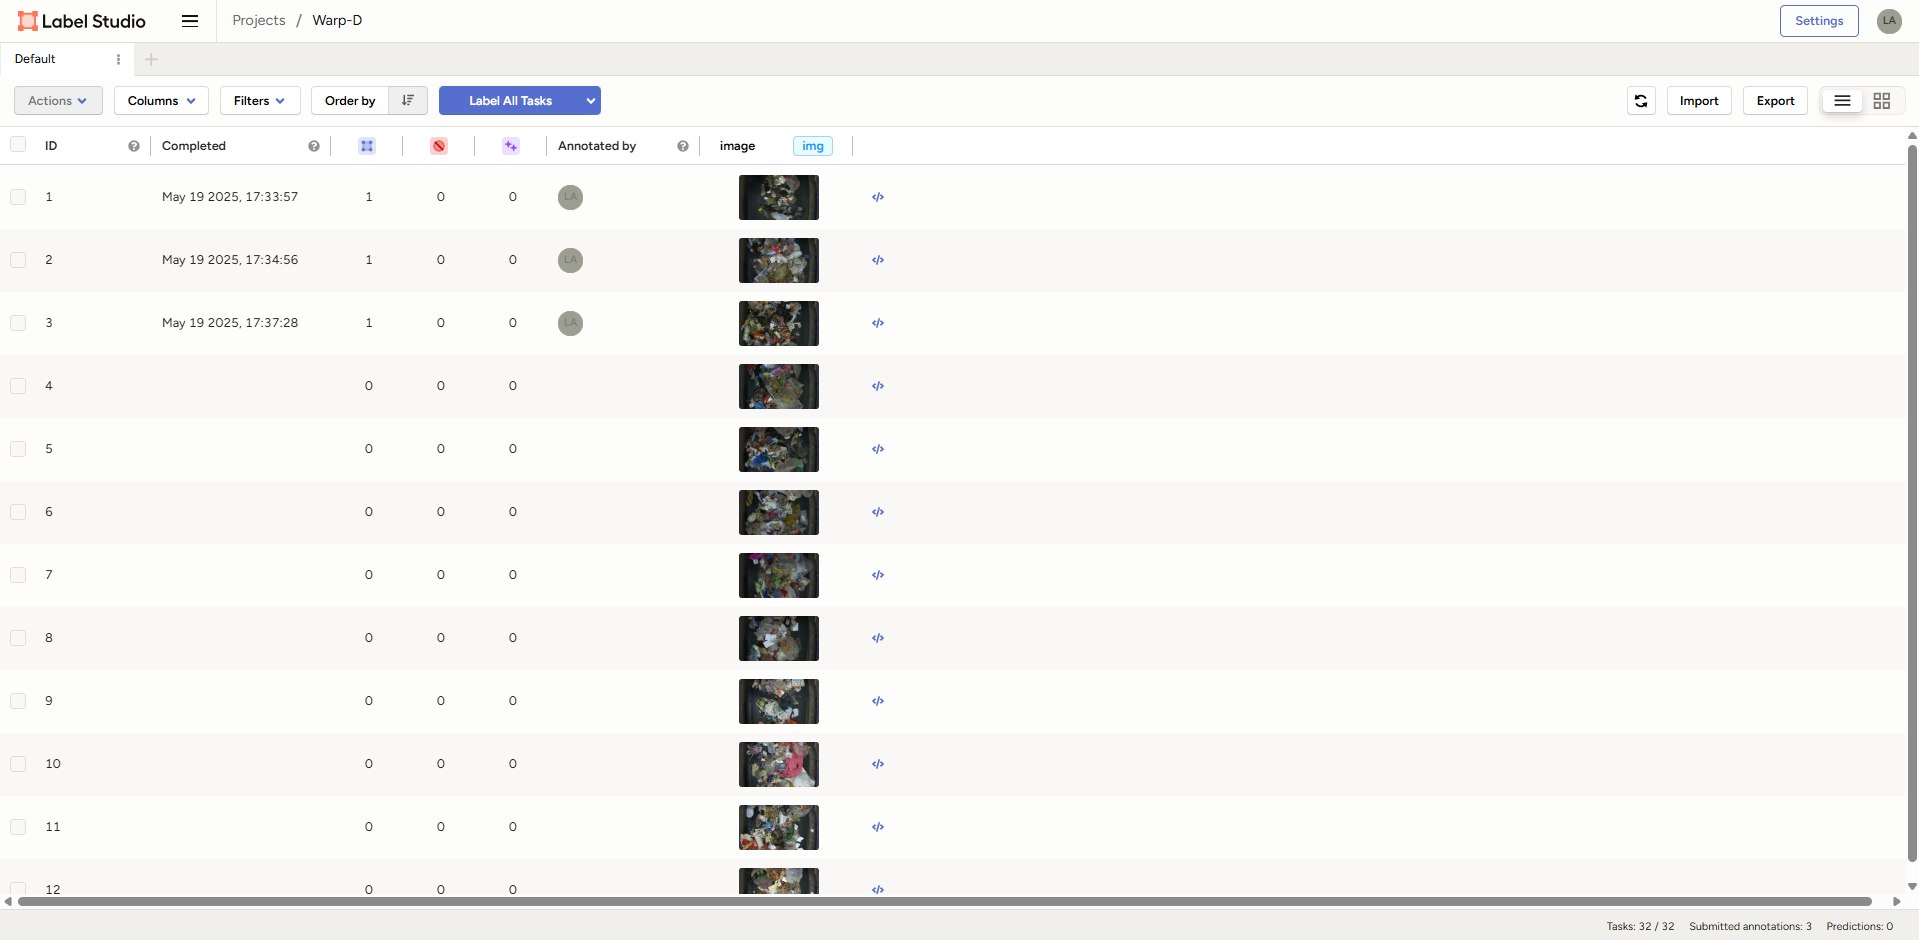 Label Studio
Projects / Warp-D
Settings
LA
Default
Actions
Columns
Filters
Order by
Label All Tasks
Import
Export
ID
Completed
Annotated by
image
img
1 May 19 2025, 17:33:57 1 0 0 LA
2 May 19 2025, 17:34:56 1 0 0 LA
3 May 19 2025, 17:37:28 1 0 0 LA
4 0 0 0
5 0 0 0
6 0 0 0
7 0 0 0
8 0 0 0
9 0 0 0
10 0 0 0
11 0 0 0
12 0 0 0
Tasks: 32 / 32 Submitted annotations: 3 Predictions: 0